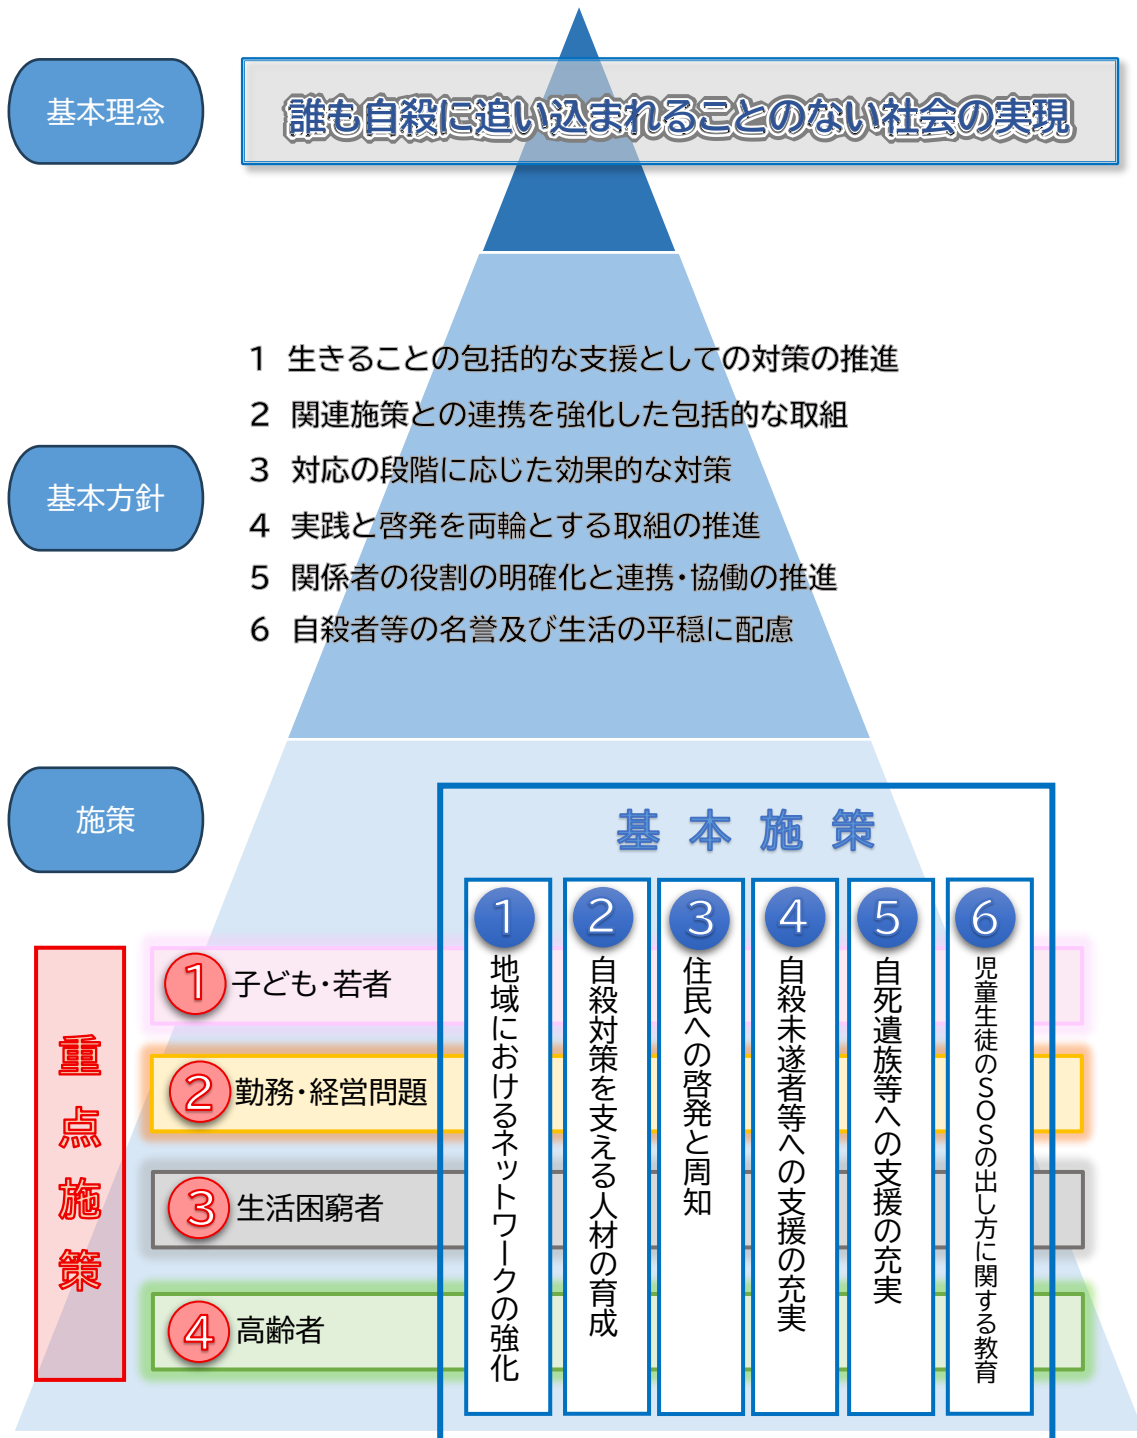 基本理念
誰も自殺に追い込まれることのない社会の実現
基本方針
1 生きることの包括的な支援としての対策の推進
2 関連施策との連携を強化した包括的な取組
3 対応の段階に応じた効果的な対策
4 実践と啓発を両輪とする取組の推進
5 関係者の役割の明確化と連携・協働の推進
6 自殺者等の名誉及び生活の平穏に配慮
施策
基本施策
1 地域におけるネットワークの強化
2 自殺対策を支える人材の育成
3 住民への啓発と周知
4 自殺未遂者等への支援の充実
5 自死遺族等への支援の充実
6 児童生徒のSOSの出し方に関する教育
重点施策
1 子ども・若者
2 勤務・経営問題
3 生活困窮者
4 高齢者